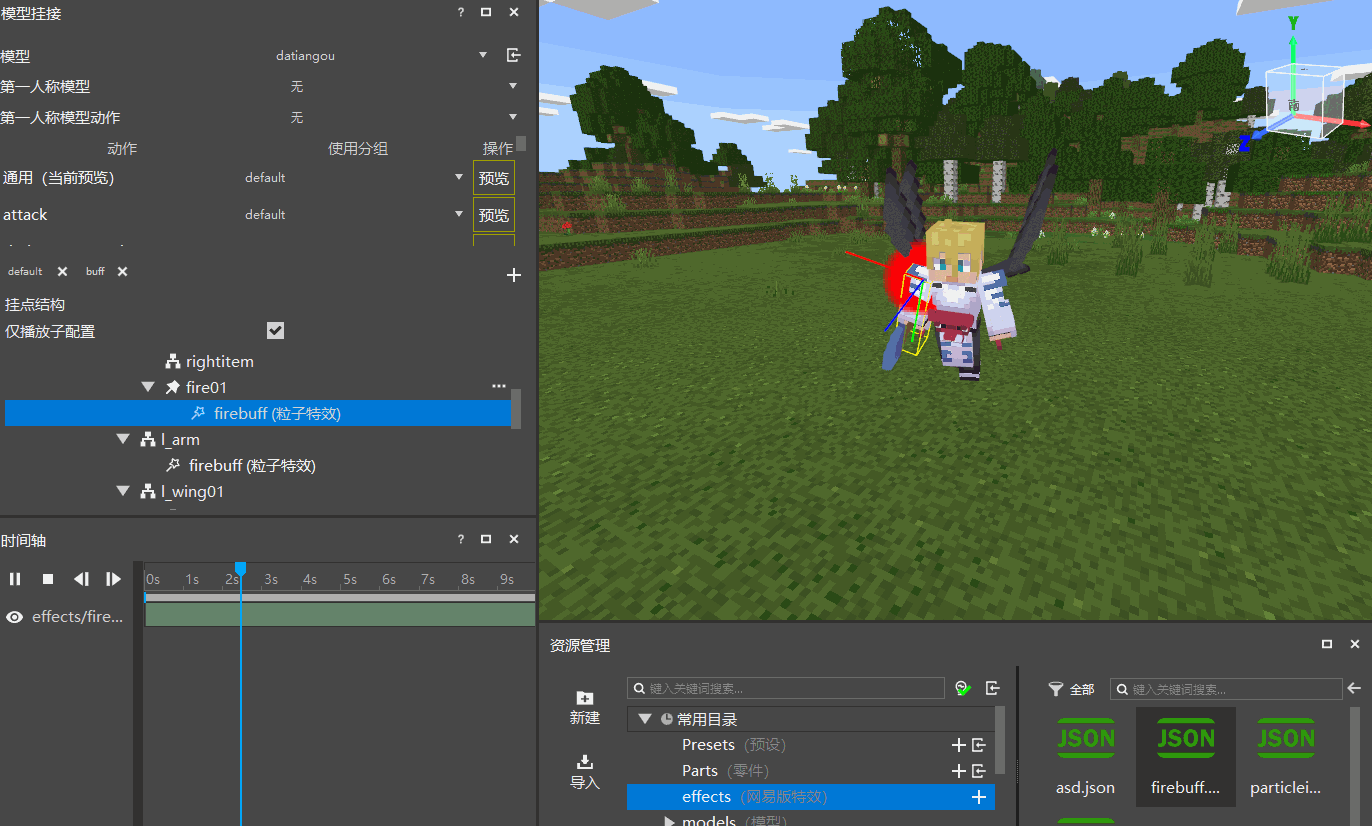 模型挂接
?
模型
datiangou
第一人称模型
无
第一人称模型动作
无
动作
使用分组
操作
通用（当前预览）
default
预览
attack
default
预览
default
buff
挂点结构
仅播放子配置
rightitem
fire01
firebuff (粒子特效)
l_arm
firebuff (粒子特效)
l_wing01
时间轴
?
0s 1s 2s 3s 4s 5s 6s 7s 8s 9s
effects/fire...
Y
南
Z
资源管理
新建
导入
键入关键词搜索...
常用目录
Presets (预设)
Parts (零件)
effects (网易版特效)
models (模型)
全部
键入关键词搜索...
JSON
JSON
JSON
asd.json
firebuff....
particlei...